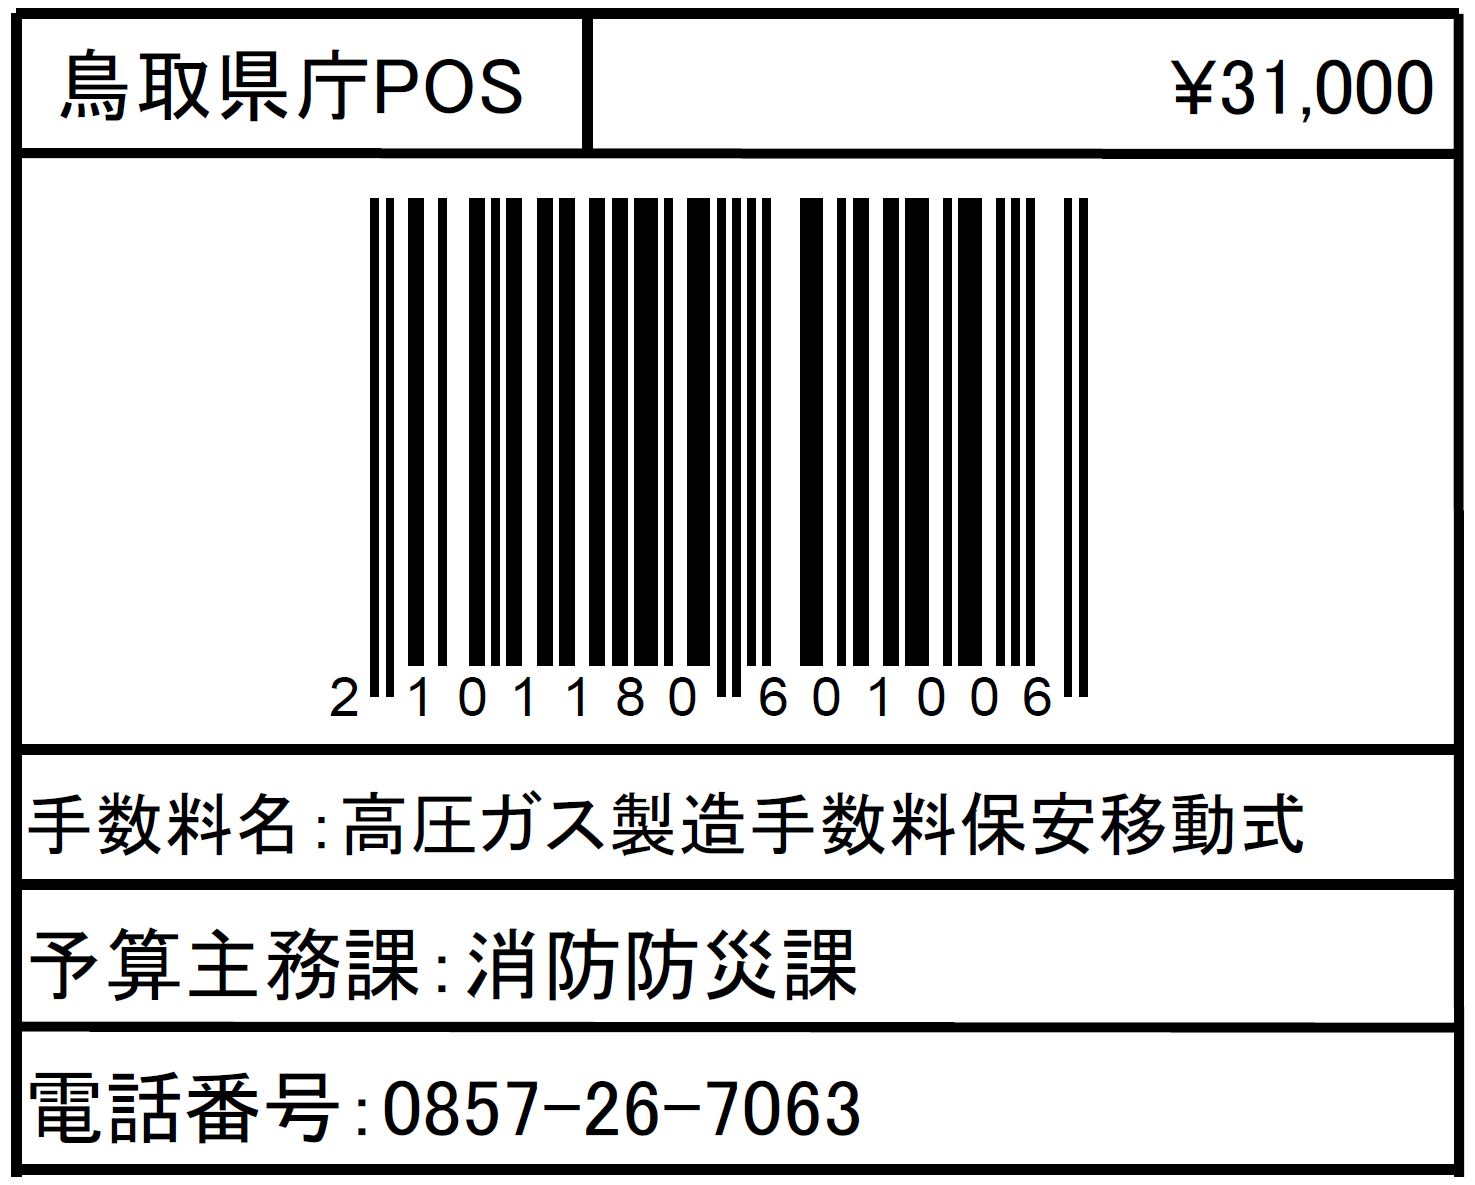 鳥取県庁POS ¥31,000
2 101180 601006
手数料名:高圧ガス製造手数料保安移動式
予算主務課:消防防災課
電話番号:0857-26-7063